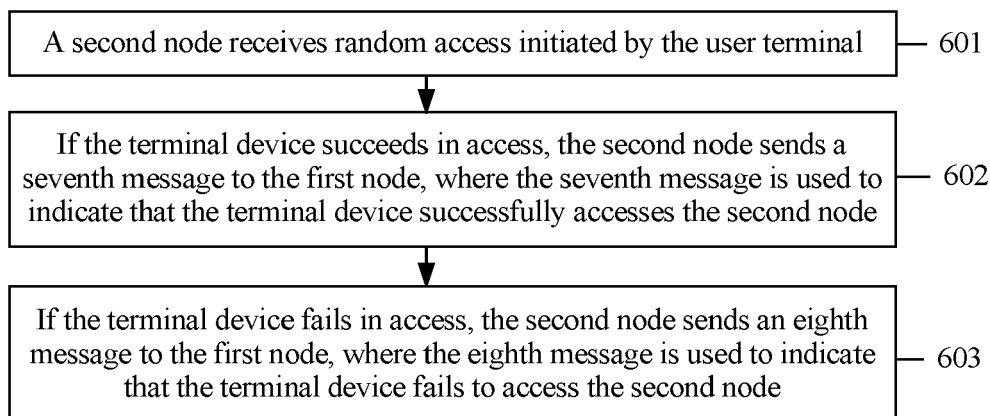 A second node receives random access initiated by the user terminal
601
If the terminal device succeeds in access, the second node sends a
seventh message to the first node, where the seventh message is used to
indicate that the terminal device successfully accesses the second node
602
If the terminal device fails in access, the second node sends an eighth
message to the first node, where the eighth message is used to indicate
that the terminal device fails to access the second node
603